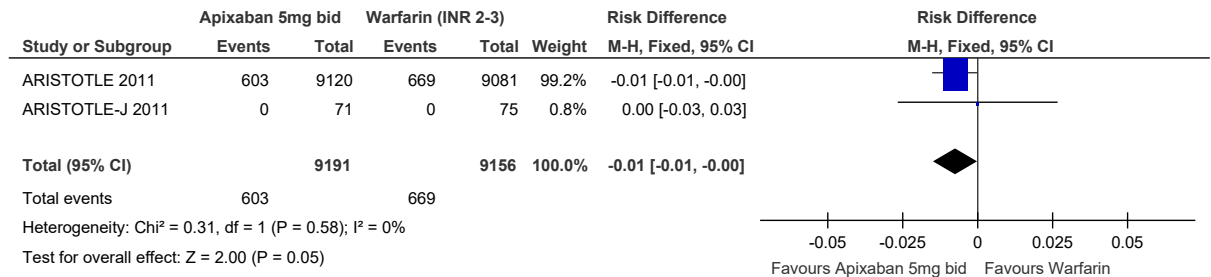 Apixaban 5mg bid Warfarin (INR 2-3) Risk Difference Risk Difference
Study or Subgroup Events Total Events Total Weight M-H, Fixed, 95% CI M-H, Fixed, 95% CI
ARISTOTLE 2011 603 9120 669 9081 99.2% -0.01 [-0.01, -0.00]
ARISTOTLE-J 2011 0 71 0 75 0.8% 0.00 [-0.03, 0.03]
Total (95% CI) 9191 9156 100.0% -0.01 [-0.01, -0.00]
Total events 603 669
Heterogeneity: Chi² = 0.31, df = 1 (P = 0.58); I² = 0%
Test for overall effect: Z = 2.00 (P = 0.05)
-0.05 -0.025 0 0.025 0.05
Favours Apixaban 5mg bid Favours Warfarin